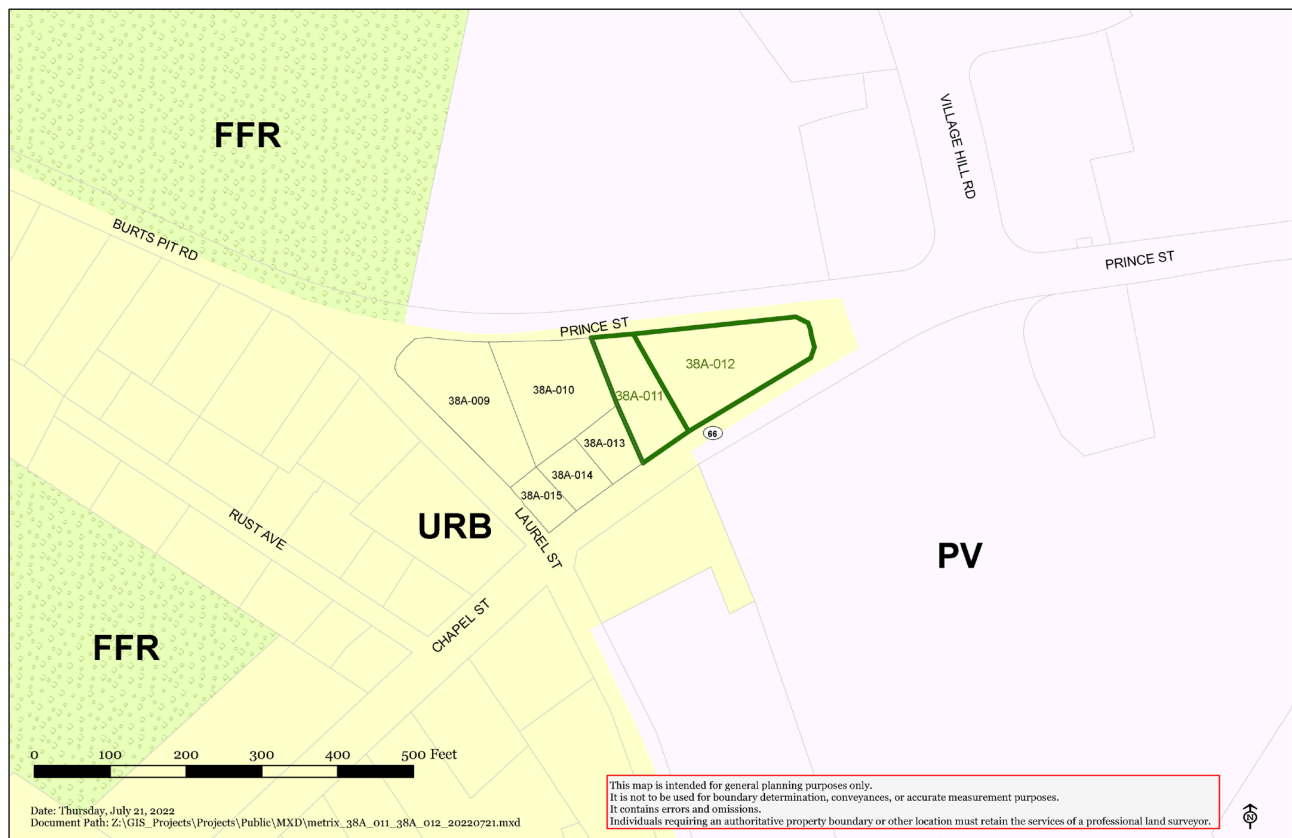 FFR
VILLAGE HILL RD
BURTS PIT RD
PRINCE ST
PRINCE ST
38A-012
38A-010
38A-011
38A-009
66
38A-013
38A-014
38A-015
RUST AVE
URB
LAUREL ST
PV
CHAPEL ST
FFR
0 100 200 300 400 500 Feet
This map is intended for general planning purposes only.
It is not to be used for boundary determination, conveyances, or accurate measurement purposes.
It contains errors and omissions.
Individuals requiring an authoritative property boundary or other location must retain the services of a professional land surveyor.
Date: Thursday, July 21, 2022
Document Path: Z:\GIS_Projects\Projects\Public\MXD\metrix_38A_011_38A_012_20220721.mxd
N